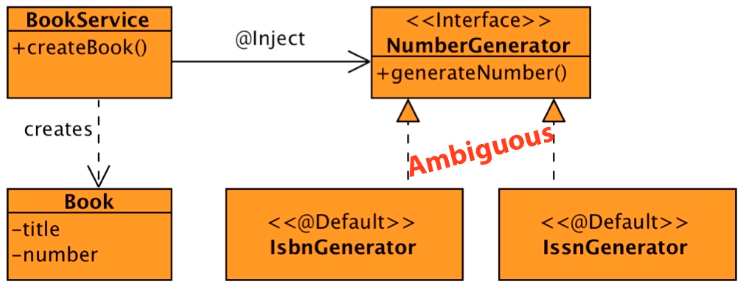 BookService
+createBook()
@Inject
<<Interface>>
NumberGenerator
+generateNumber()
creates
Ambiguous
Book
-title
-number
<<@Default>>
IsbnGenerator
<<@Default>>
IssnGenerator